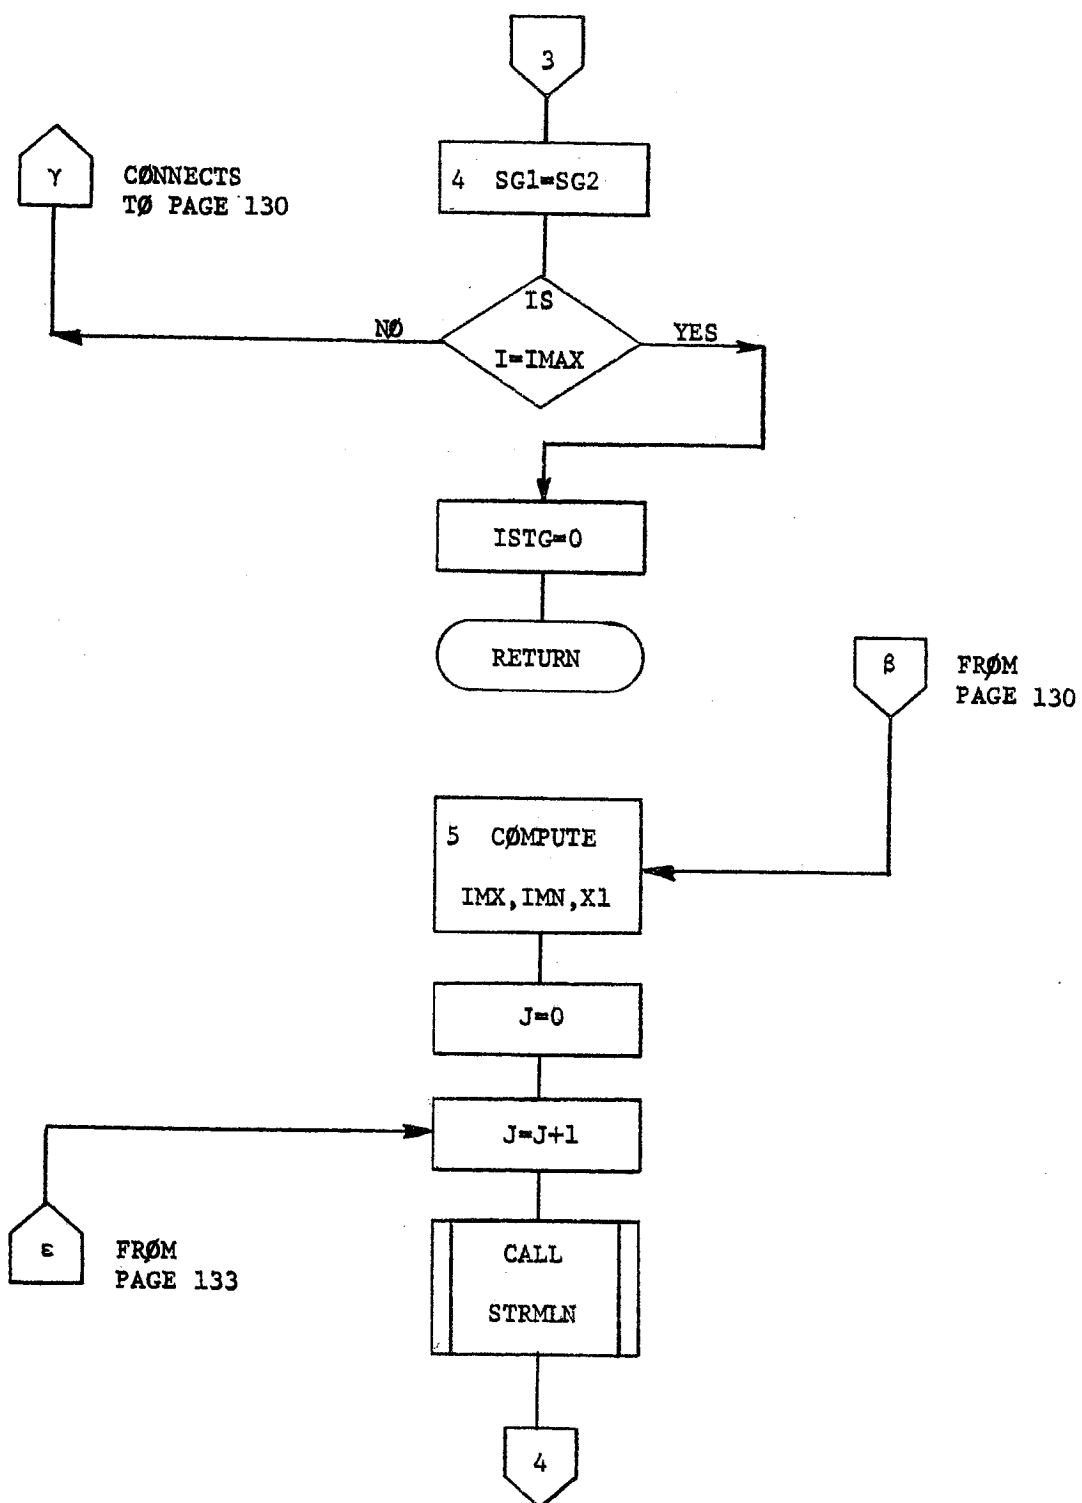 3
γ
CØNNECTS
TØ PAGE 130
4 SG1=SG2
IS
I=IMAX
NØ
YES
ISTG=0
RETURN
β
FRØM
PAGE 130
5 CØMPUTE
IMX,IMN,X1
J=0
J=J+1
ε
FRØM
PAGE 133
CALL
STRMLN
4